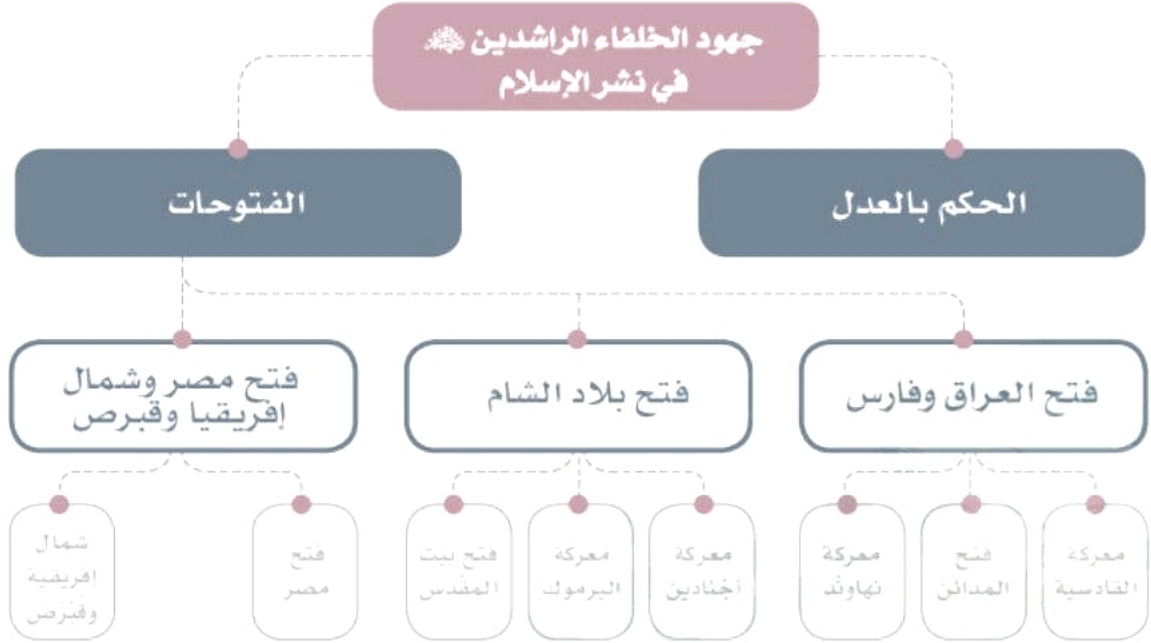 جهود الخلفاء الراشدين ﷺ
في نشر الإسلام
الحكم بالعدل
الفتوحات
فتح العراق وفارس
فتح بلاد الشام
فتح مصر وشمال
إفريقيا وقبرص
معركة
القادسية
فتح
المدائن
معركة
نهاوند
معركة
أجنادين
معركة
اليرموك
فتح بيت
المقدس
فتح
مصر
شمال
إفريقية
وقبرص